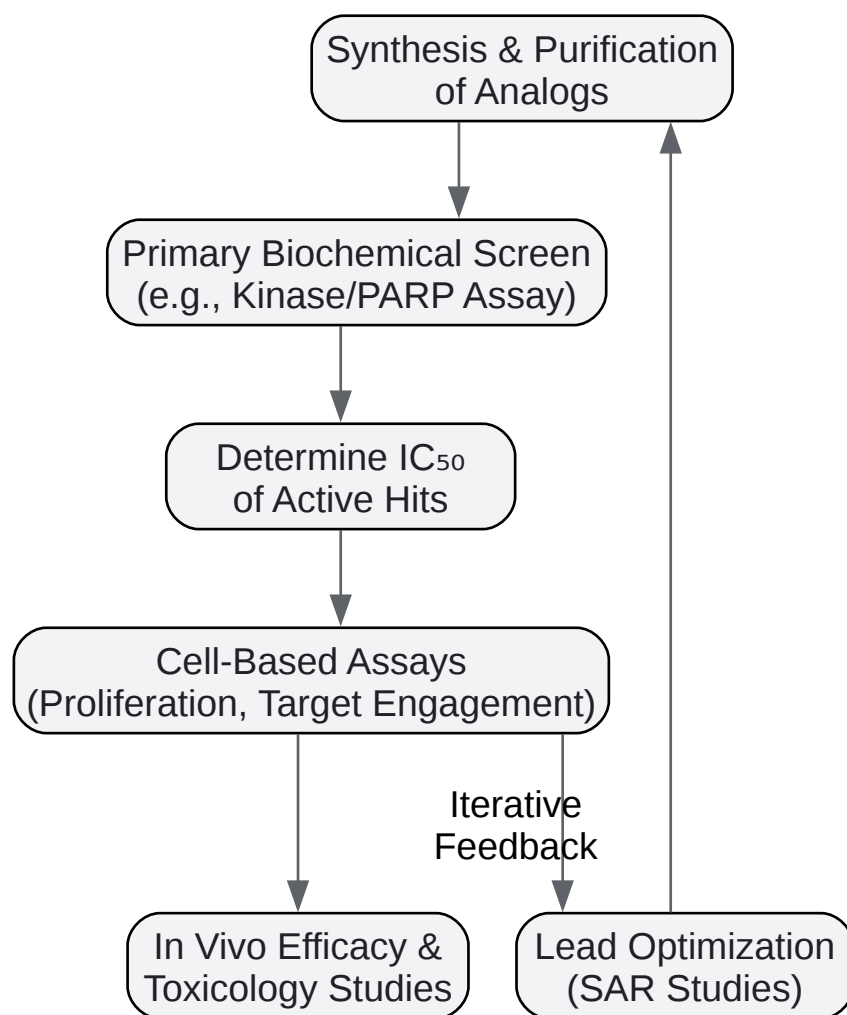 Synthesis & Purification
of Analogs
Primary Biochemical Screen
(e.g., Kinase/PARP Assay)
Determine IC₅₀
of Active Hits
Cell-Based Assays
(Proliferation, Target Engagement)
Iterative
Feedback
In Vivo Efficacy &
Toxicology Studies
Lead Optimization
(SAR Studies)